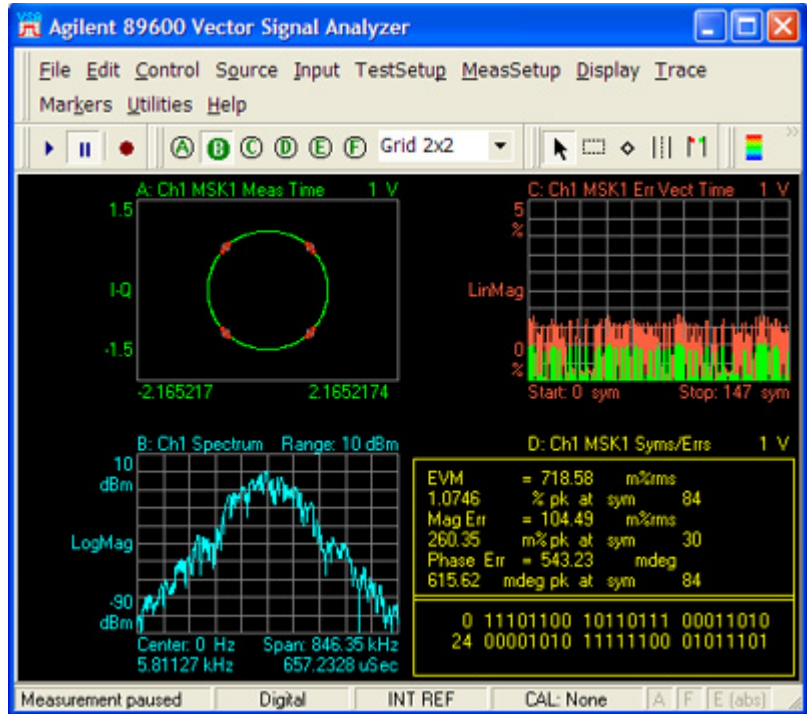 Agilent 89600 Vector Signal Analyzer
File Edit Control Source Input TestSetup MeasSetup Display Trace
Markers Utilities Help
A B C D E F Grid 2x2
A: Ch1 MSK1 Meas Time 1 V
1.5
I-Q
-1.5
-2.165217 2.1652174
C: Ch1 MSK1 Err Vect Time 1 V
5
%
LinMag
0
%
Start: 0 sym Stop: 147 sym
B: Ch1 Spectrum Range: 10 dBm
10
dBm
LogMag
-90
dBm
Center: 0 Hz Span: 846.35 kHz
5.81127 kHz 657.2328 uSec
D: Ch1 MSK1 Syms/Errs 1 V
EVM = 718.58 m%rms
1.0746 % pk at sym 84
Mag Err = 104.49 m%rms
260.35 m% pk at sym 30
Phase Err = 543.23 mdeg
615.62 mdeg pk at sym 84
0 11101100 10110111 00011010
24 00001010 11111100 01011101
Measurement paused Digital INT REF CAL: None A F E (abs)